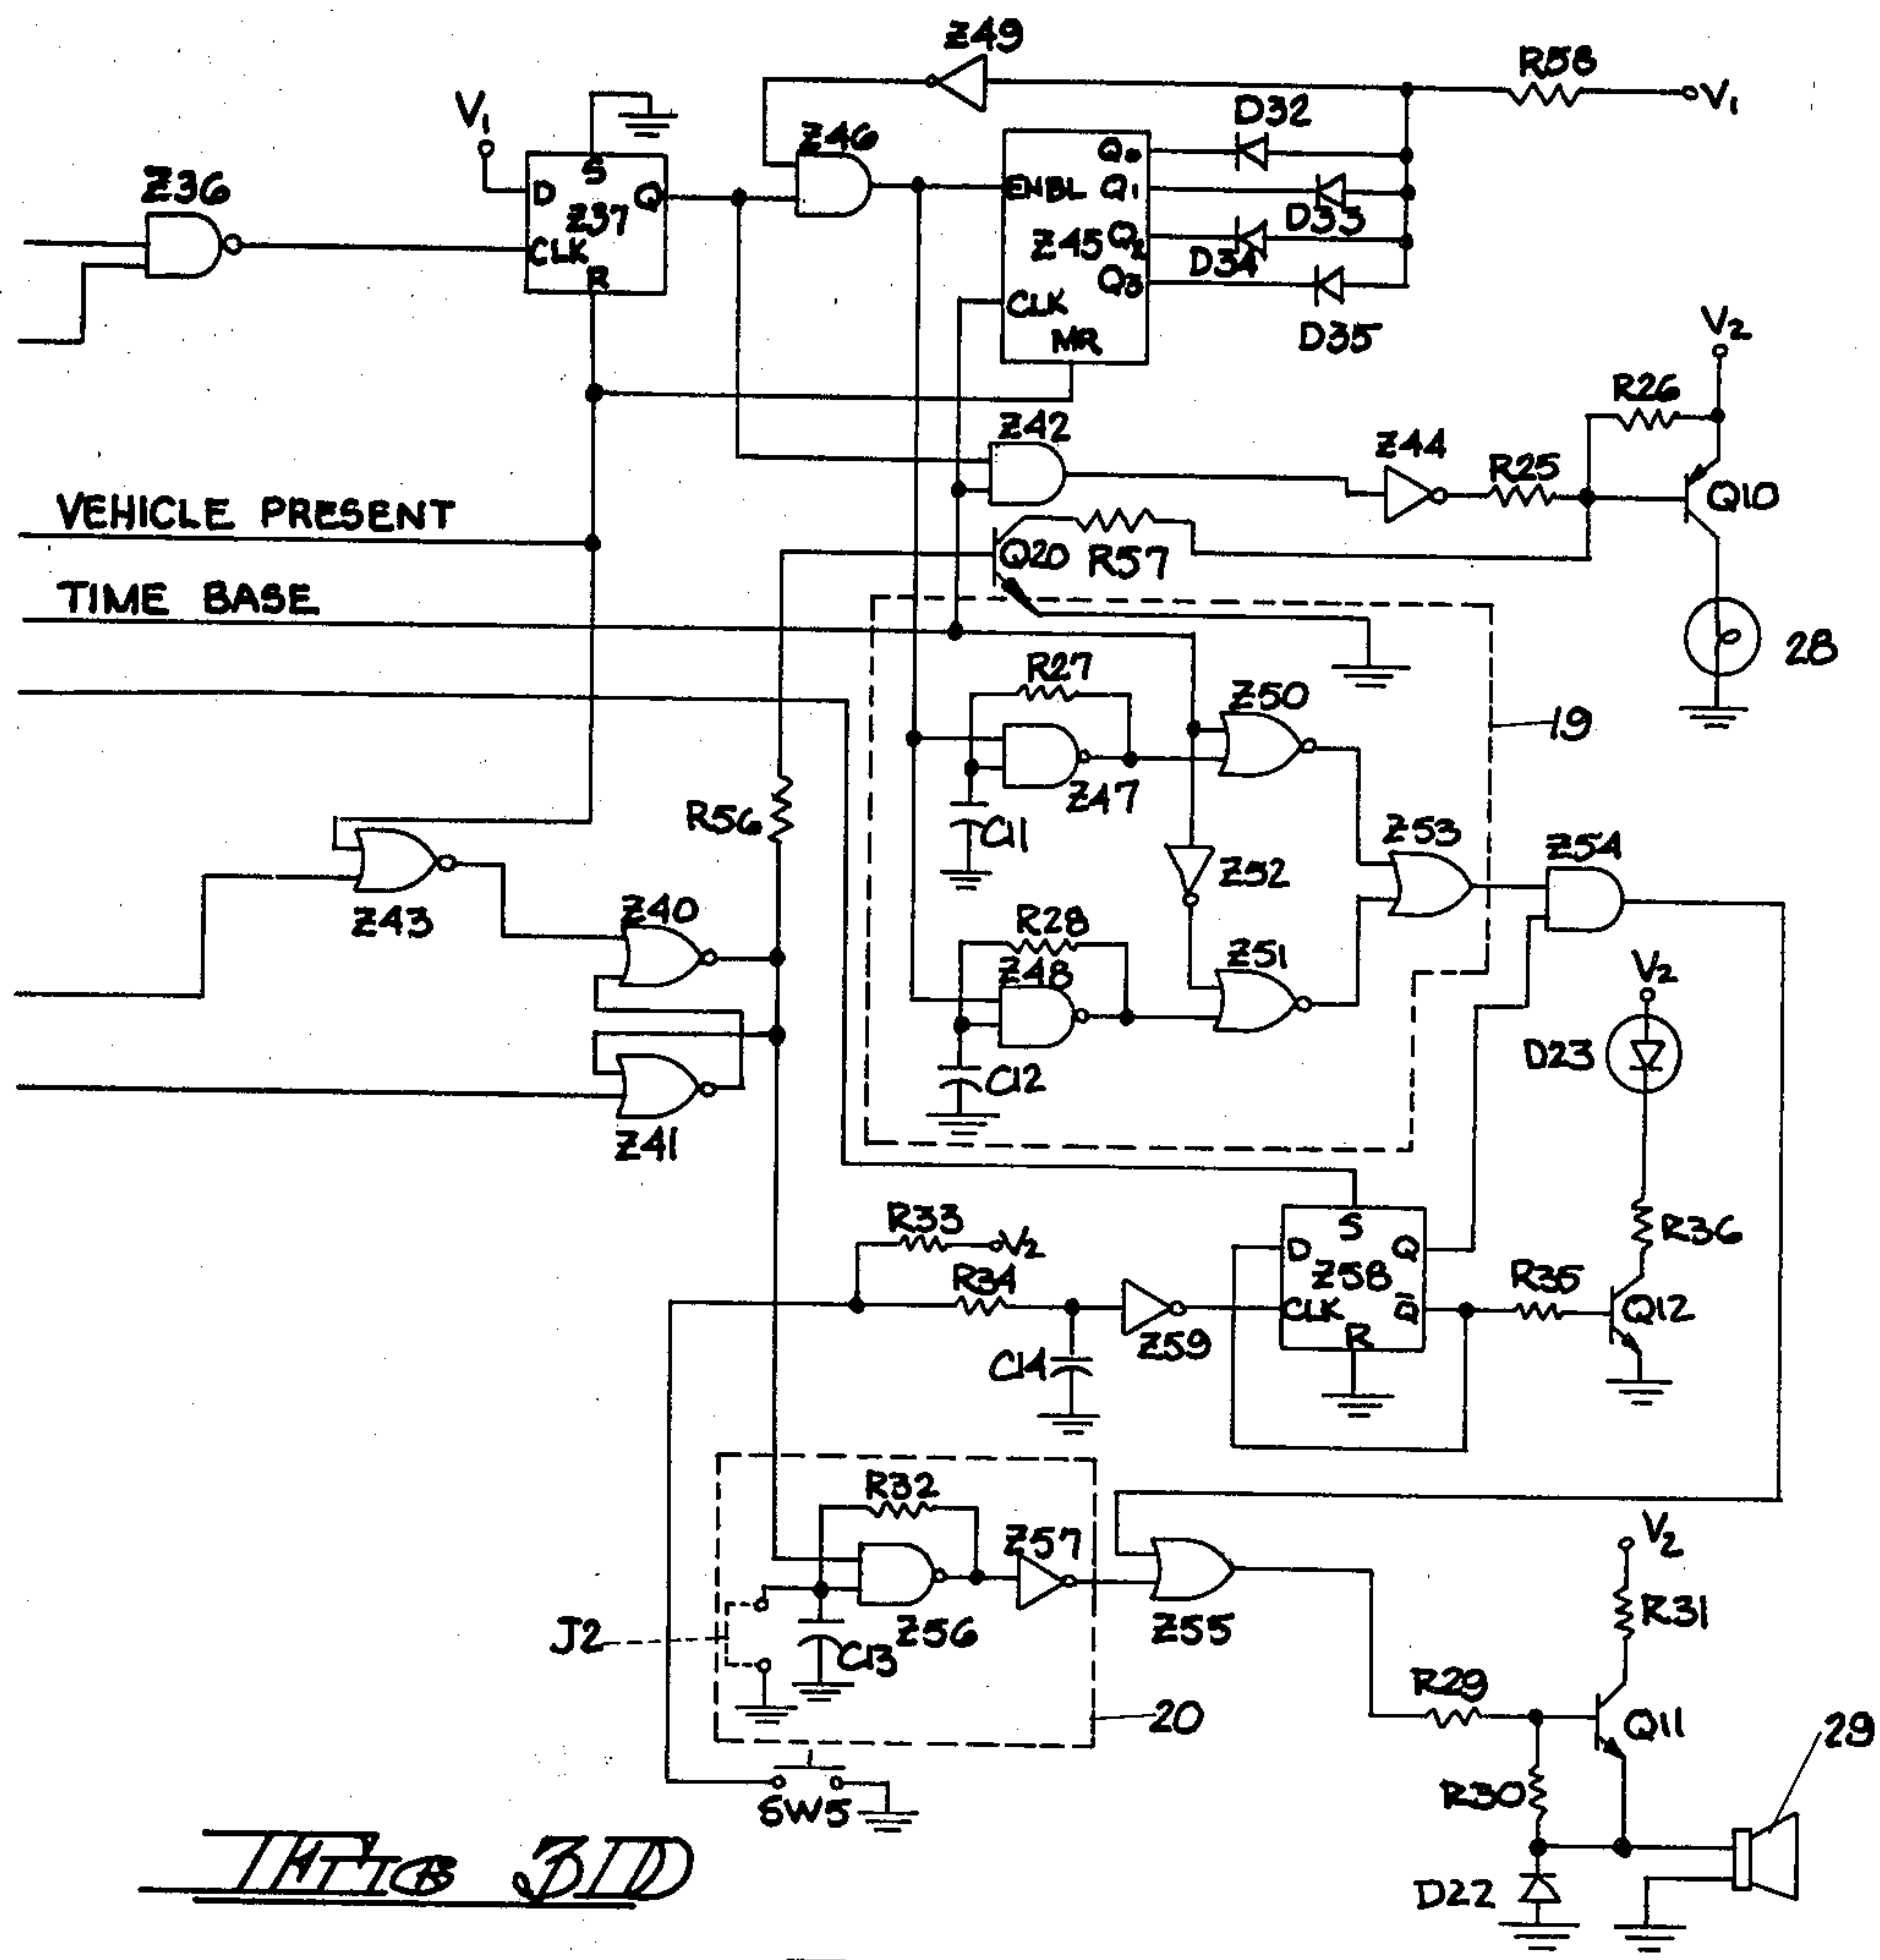 Z49
R58
V1
V1
D32
Z46
Z36
S
D
Q
Z37
CLK
R
ENBL
Q0
Q1
D33
Z45
Q2
D34
Q3
CLK
D35
MR
V2
R26
Z42
Z44
R25
Q10
VEHICLE PRESENT
Q20
R57
TIME BASE
28
R27
Z50
19
Z47
R56
C11
Z53
Z54
Z52
Z43
Z40
R28
Z51
Z48
V2
D23
C12
Z41
R33
V2
S
R36
D
Q
R34
Z58
R35
CLK
Q̅
Q12
Z59
R
C14
R32
Z57
V2
J2
Z56
Z55
R31
C13
R29
20
Q11
29
R30
SW5
FIG 3D
D22